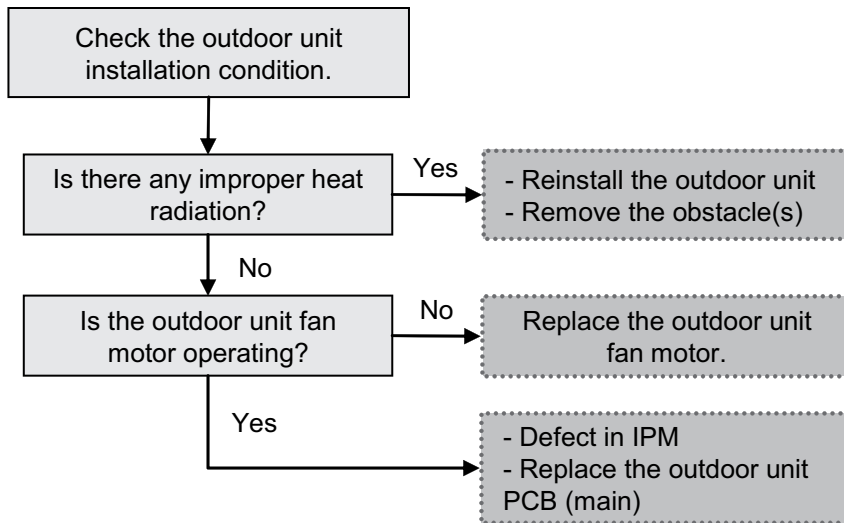 Check the outdoor unit
installation condition.
Is there any improper heat
radiation?
Yes
- Reinstall the outdoor unit
- Remove the obstacle(s)
No
Is the outdoor unit fan
motor operating?
No
Replace the outdoor unit
fan motor.
Yes
- Defect in IPM
- Replace the outdoor unit
PCB (main)